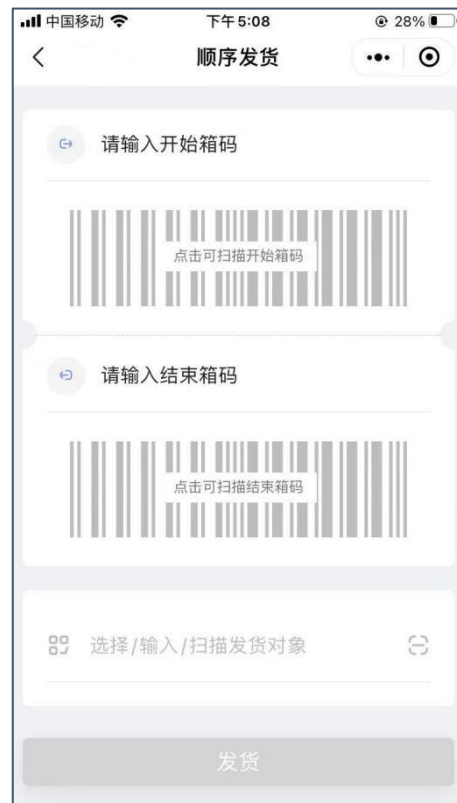 中国移动 下午5:08 28%
顺序发货
请输入开始箱码
点击可扫描开始箱码
请输入结束箱码
点击可扫描结束箱码
选择/输入/扫描发货对象
发货